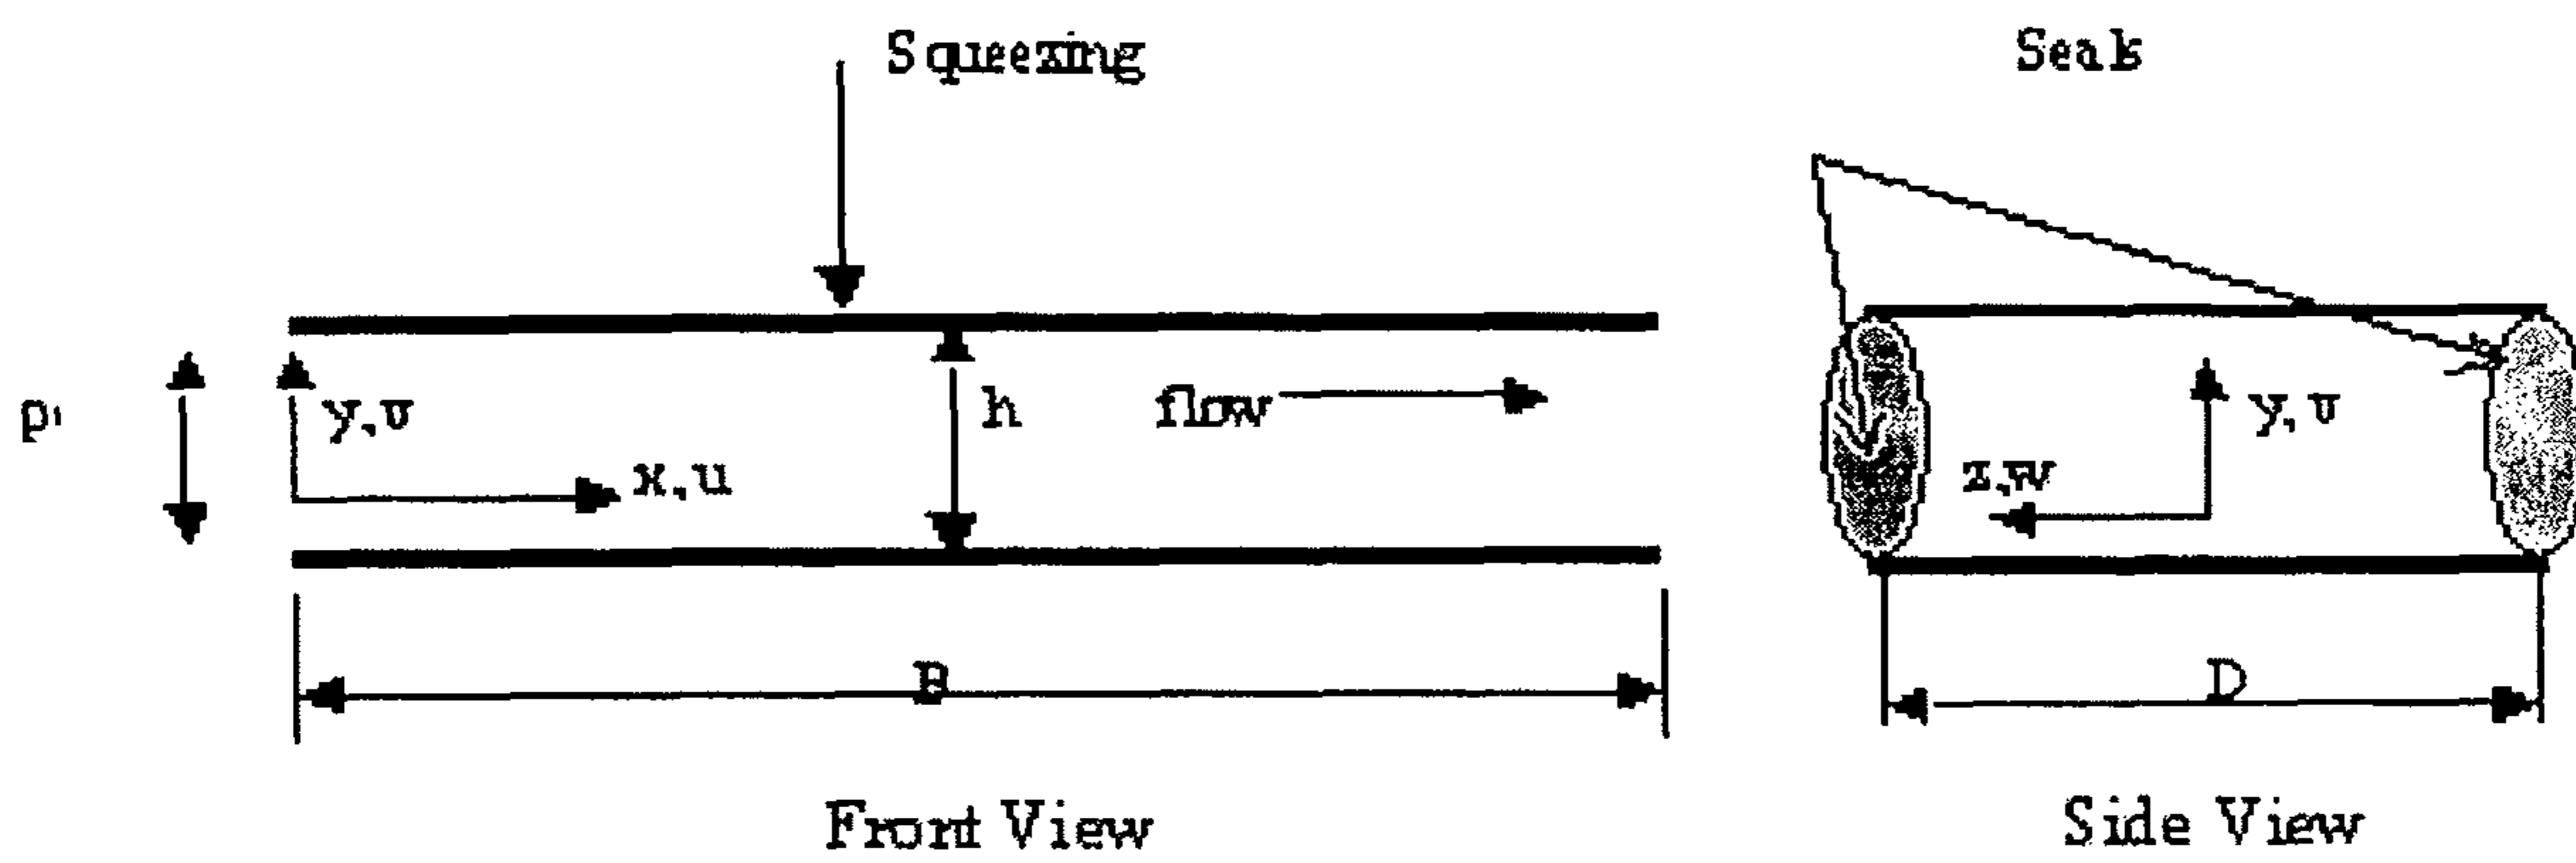 Squeezing
Seals
p
y,υ
h
flow
y,υ
x,u
z,w
B
D
Front View
Side View